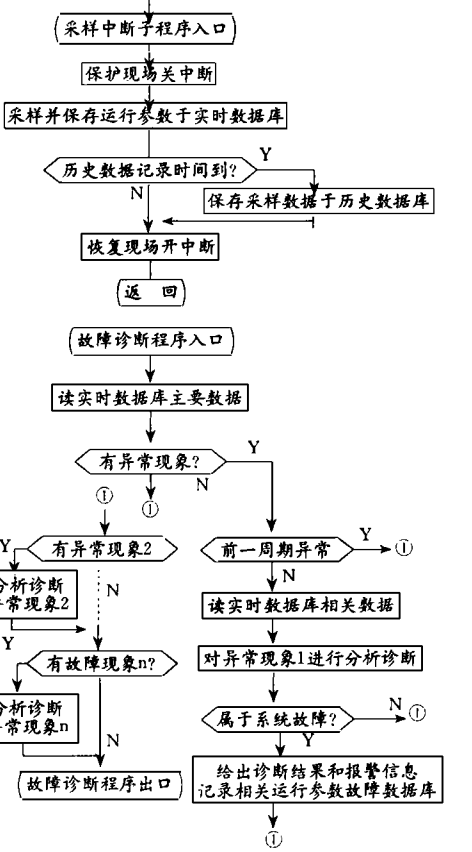 采样中断子程序入口
保护现场关中断
采样并保存运行参数于实时数据库
历史数据记录时间到?
Y
N
保存采样数据于历史数据库
恢复现场开中断
返 回
故障诊断程序入口
读实时数据库主要数据
有异常现象?
Y
N
①
①
Y
有异常现象2
N
分析诊断
异常现象2
Y
有故障现象n?
分析诊断
常现象n
N
故障诊断程序出口
前一周期异常
Y
①
N
读实时数据库相关数据
对异常现象1进行分析诊断
属于系统故障?
N
①
Y
给出诊断结果和报警信息
记录相关运行参数故障数据库
①